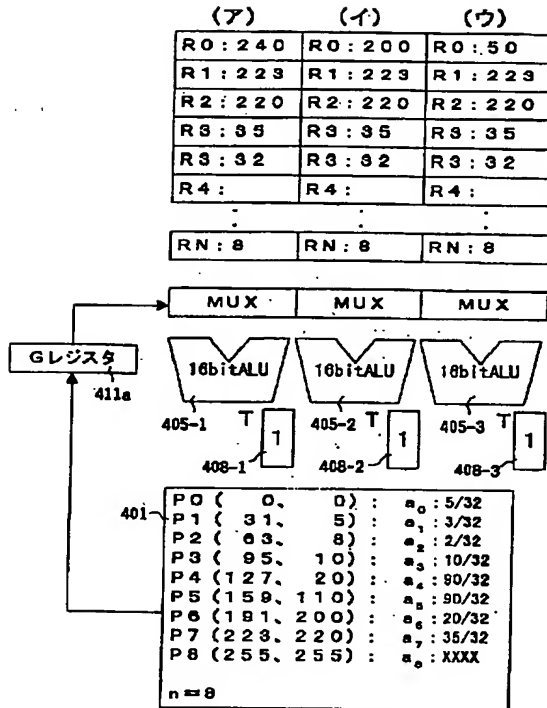 (ア) (イ) (ウ)
R0:240 R0:200 R0:50
R1:223 R1:223 R1:223
R2:220 R2:220 R2:220
R3:35 R3:35 R3:35
R3:32 R3:32 R3:32
R4: R4: R4:
RN:8 RN:8 RN:8
MUX MUX MUX
Gレジスタ
411a
16bitALU 16bitALU 16bitALU
405-1 T 405-2 T 405-3 T
1 1 1
408-1 408-2 408-3
401
P0( 0、 0): a₀:5/32
P1( 31、 5): a₁:3/32
P2( 63、 8): a₂:2/32
P3( 95、 10): a₃:10/32
P4(127、 20): a₄:90/32
P5(159、110): a₅:90/32
P6(191、200): a₆:20/32
P7(223、220): a₇:35/32
P8(255、255): a₈:XXXX
n=8